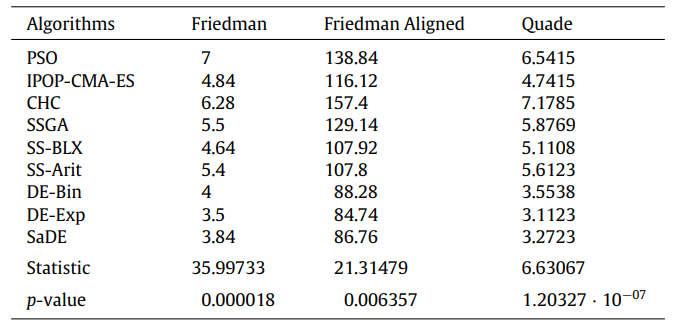 Algorithms Friedman Friedman Aligned Quade
PSO 7 138.84 6.5415
IPOP-CMA-ES 4.84 116.12 4.7415
CHC 6.28 157.4 7.1785
SSGA 5.5 129.14 5.8769
SS-BLX 4.64 107.92 5.1108
SS-Arit 5.4 107.8 5.6123
DE-Bin 4 88.28 3.5538
DE-Exp 3.5 84.74 3.1123
SaDE 3.84 86.76 3.2723
Statistic 35.99733 21.31479 6.63067
p-value 0.000018 0.006357 1.20327 · 10⁻⁰⁷